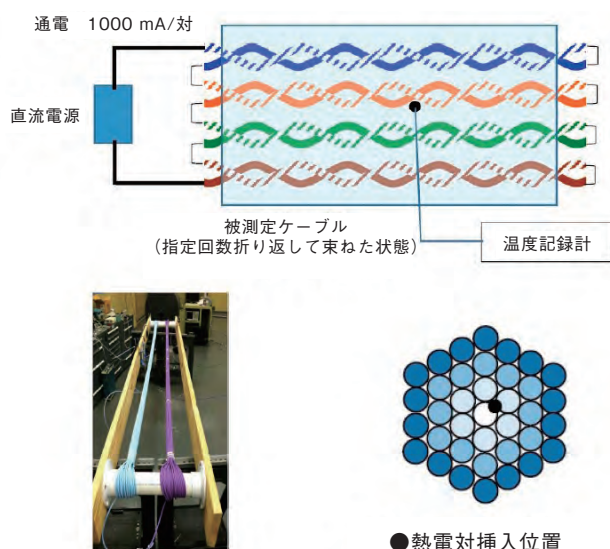 通電 1000 mA/対
直流電源
被測定ケーブル
（指定回数折り返して束ねた状態）
温度記録計
●熱電対挿入位置